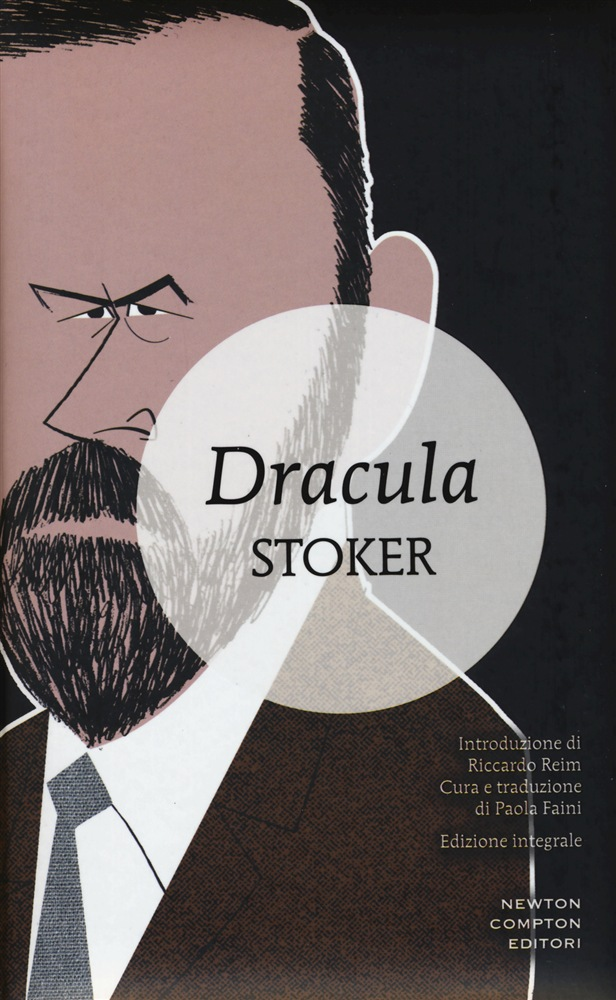 Dracula
STOKER
Introduzione di
Riccardo Reim
Cura e traduzione
di Paola Faini
Edizione integrale
NEWTON
COMPTON
EDITORI